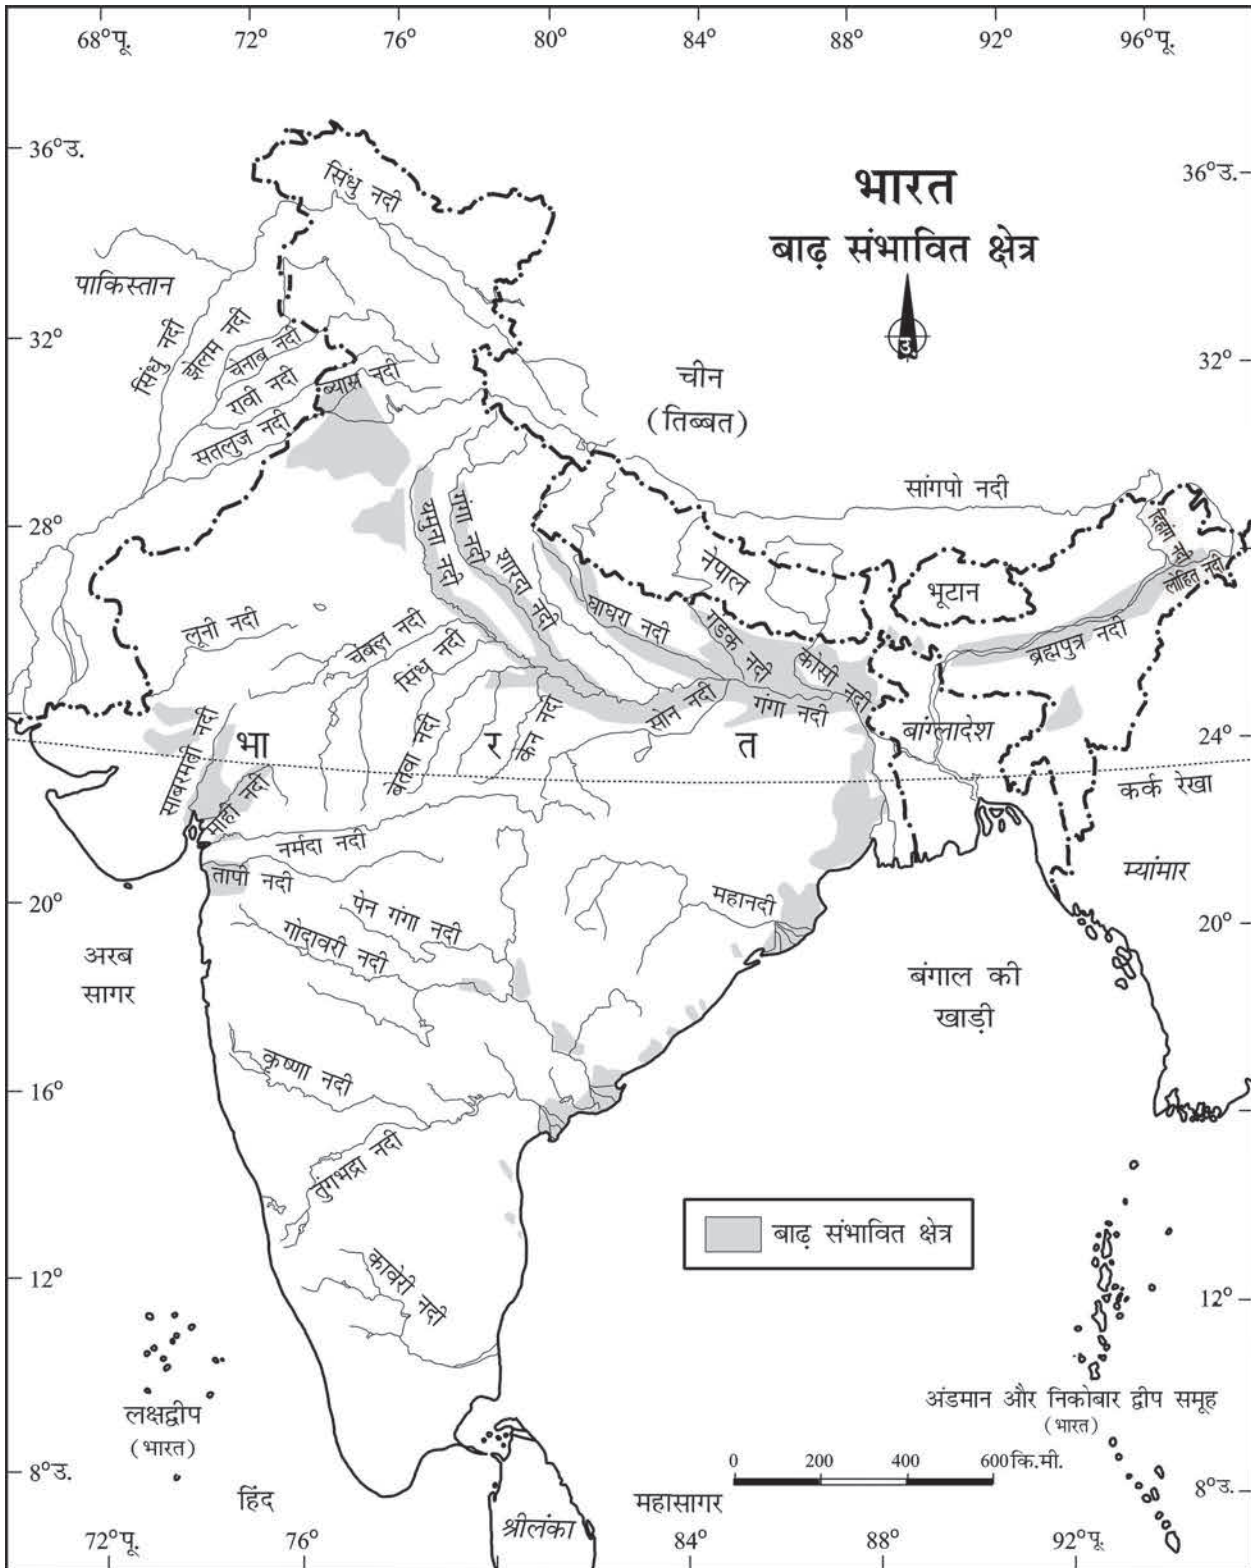 68°पू.
72°
76°
80°
84°
88°
92°
96°पू.
36°उ.
36°उ.
भारत
बाढ़ संभावित क्षेत्र
उ
सिंधु नदी
पाकिस्तान
32°
32°
सिंधु नदी
झेलम नदी
चेनाब नदी
रावी नदी
ब्यास नदी
सतलुज नदी
चीन
(तिब्बत)
सांगपो नदी
28°
28°
यमुना नदी
गंगा नदी
शारदा नदी
नेपाल
दिहांग नदी
लोहित नदी
भूटान
घाघरा नदी
गंडक नदी
कोसी नदी
ब्रह्मपुत्र नदी
लूनी नदी
चंबल नदी
सिंध नदी
बेतवा नदी
केन नदी
सोन नदी
गंगा नदी
बांग्लादेश
24°
24°
साबरमती नदी
भा
र
त
माही नदी
कर्क रेखा
नर्मदा नदी
तापी नदी
म्यांमार
20°
20°
पेन गंगा नदी
महानदी
गोदावरी नदी
अरब
सागर
बंगाल की
खाड़ी
कृष्णा नदी
16°
तुंगभद्रा नदी
बाढ़ संभावित क्षेत्र
12°
12°
कावेरी नदी
लक्षद्वीप
(भारत)
अंडमान और निकोबार द्वीप समूह
(भारत)
0 200 400 600 कि.मी.
8°उ.
8°उ.
हिंद
महासागर
श्रीलंका
72°पू.
76°
84°
88°
92°पू.